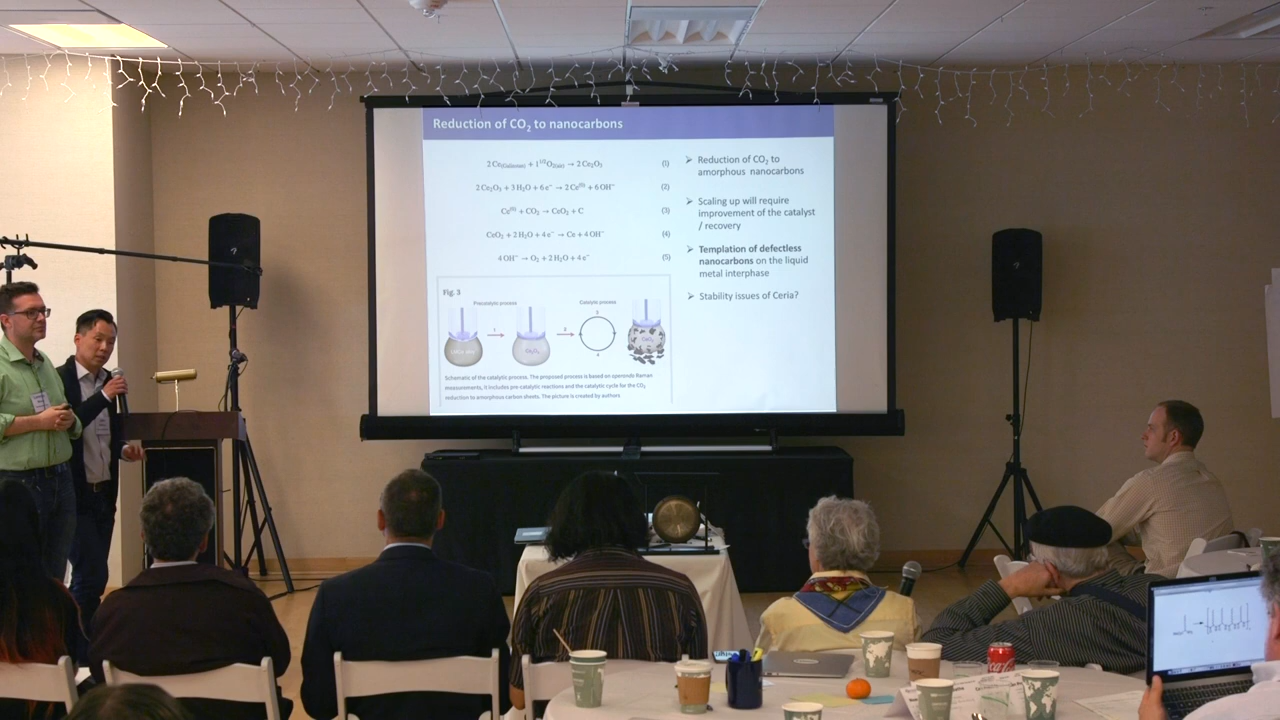 Reduction of CO₂ to nanocarbons
2 Ce(Galinstan) + 1^1/2 O2(air) → 2 Ce₂O₃ (1)
2 Ce₂O₃ + 3 H₂O + 6 e⁻ → 2 Ce⁽⁰⁾ + 6 OH⁻ (2)
Ce⁽⁰⁾ + CO₂ → CeO₂ + C (3)
CeO₂ + 2 H₂O + 4 e⁻ → Ce + 4 OH⁻ (4)
4 OH⁻ → O₂ + 2 H₂O + 4 e⁻ (5)
Fig. 3
Precatalytic process
Catalytic process
1
2
Ce₂O₃
Schematic of the catalytic process. The proposed process is based on operendo Raman
measurements, it includes pre-catalytic reactions and the catalytic cycle for the CO₂
reduction to amorphous carbon sheets. The picture is created by authors
➢ Reduction of CO₂ to
amorphous nanocarbons
➢ Scaling up will require
improvement of the catalyst
/ recovery
➢ Templation of defectless
nanocarbons on the liquid
metal interphase
➢ Stability issues of Ceria?